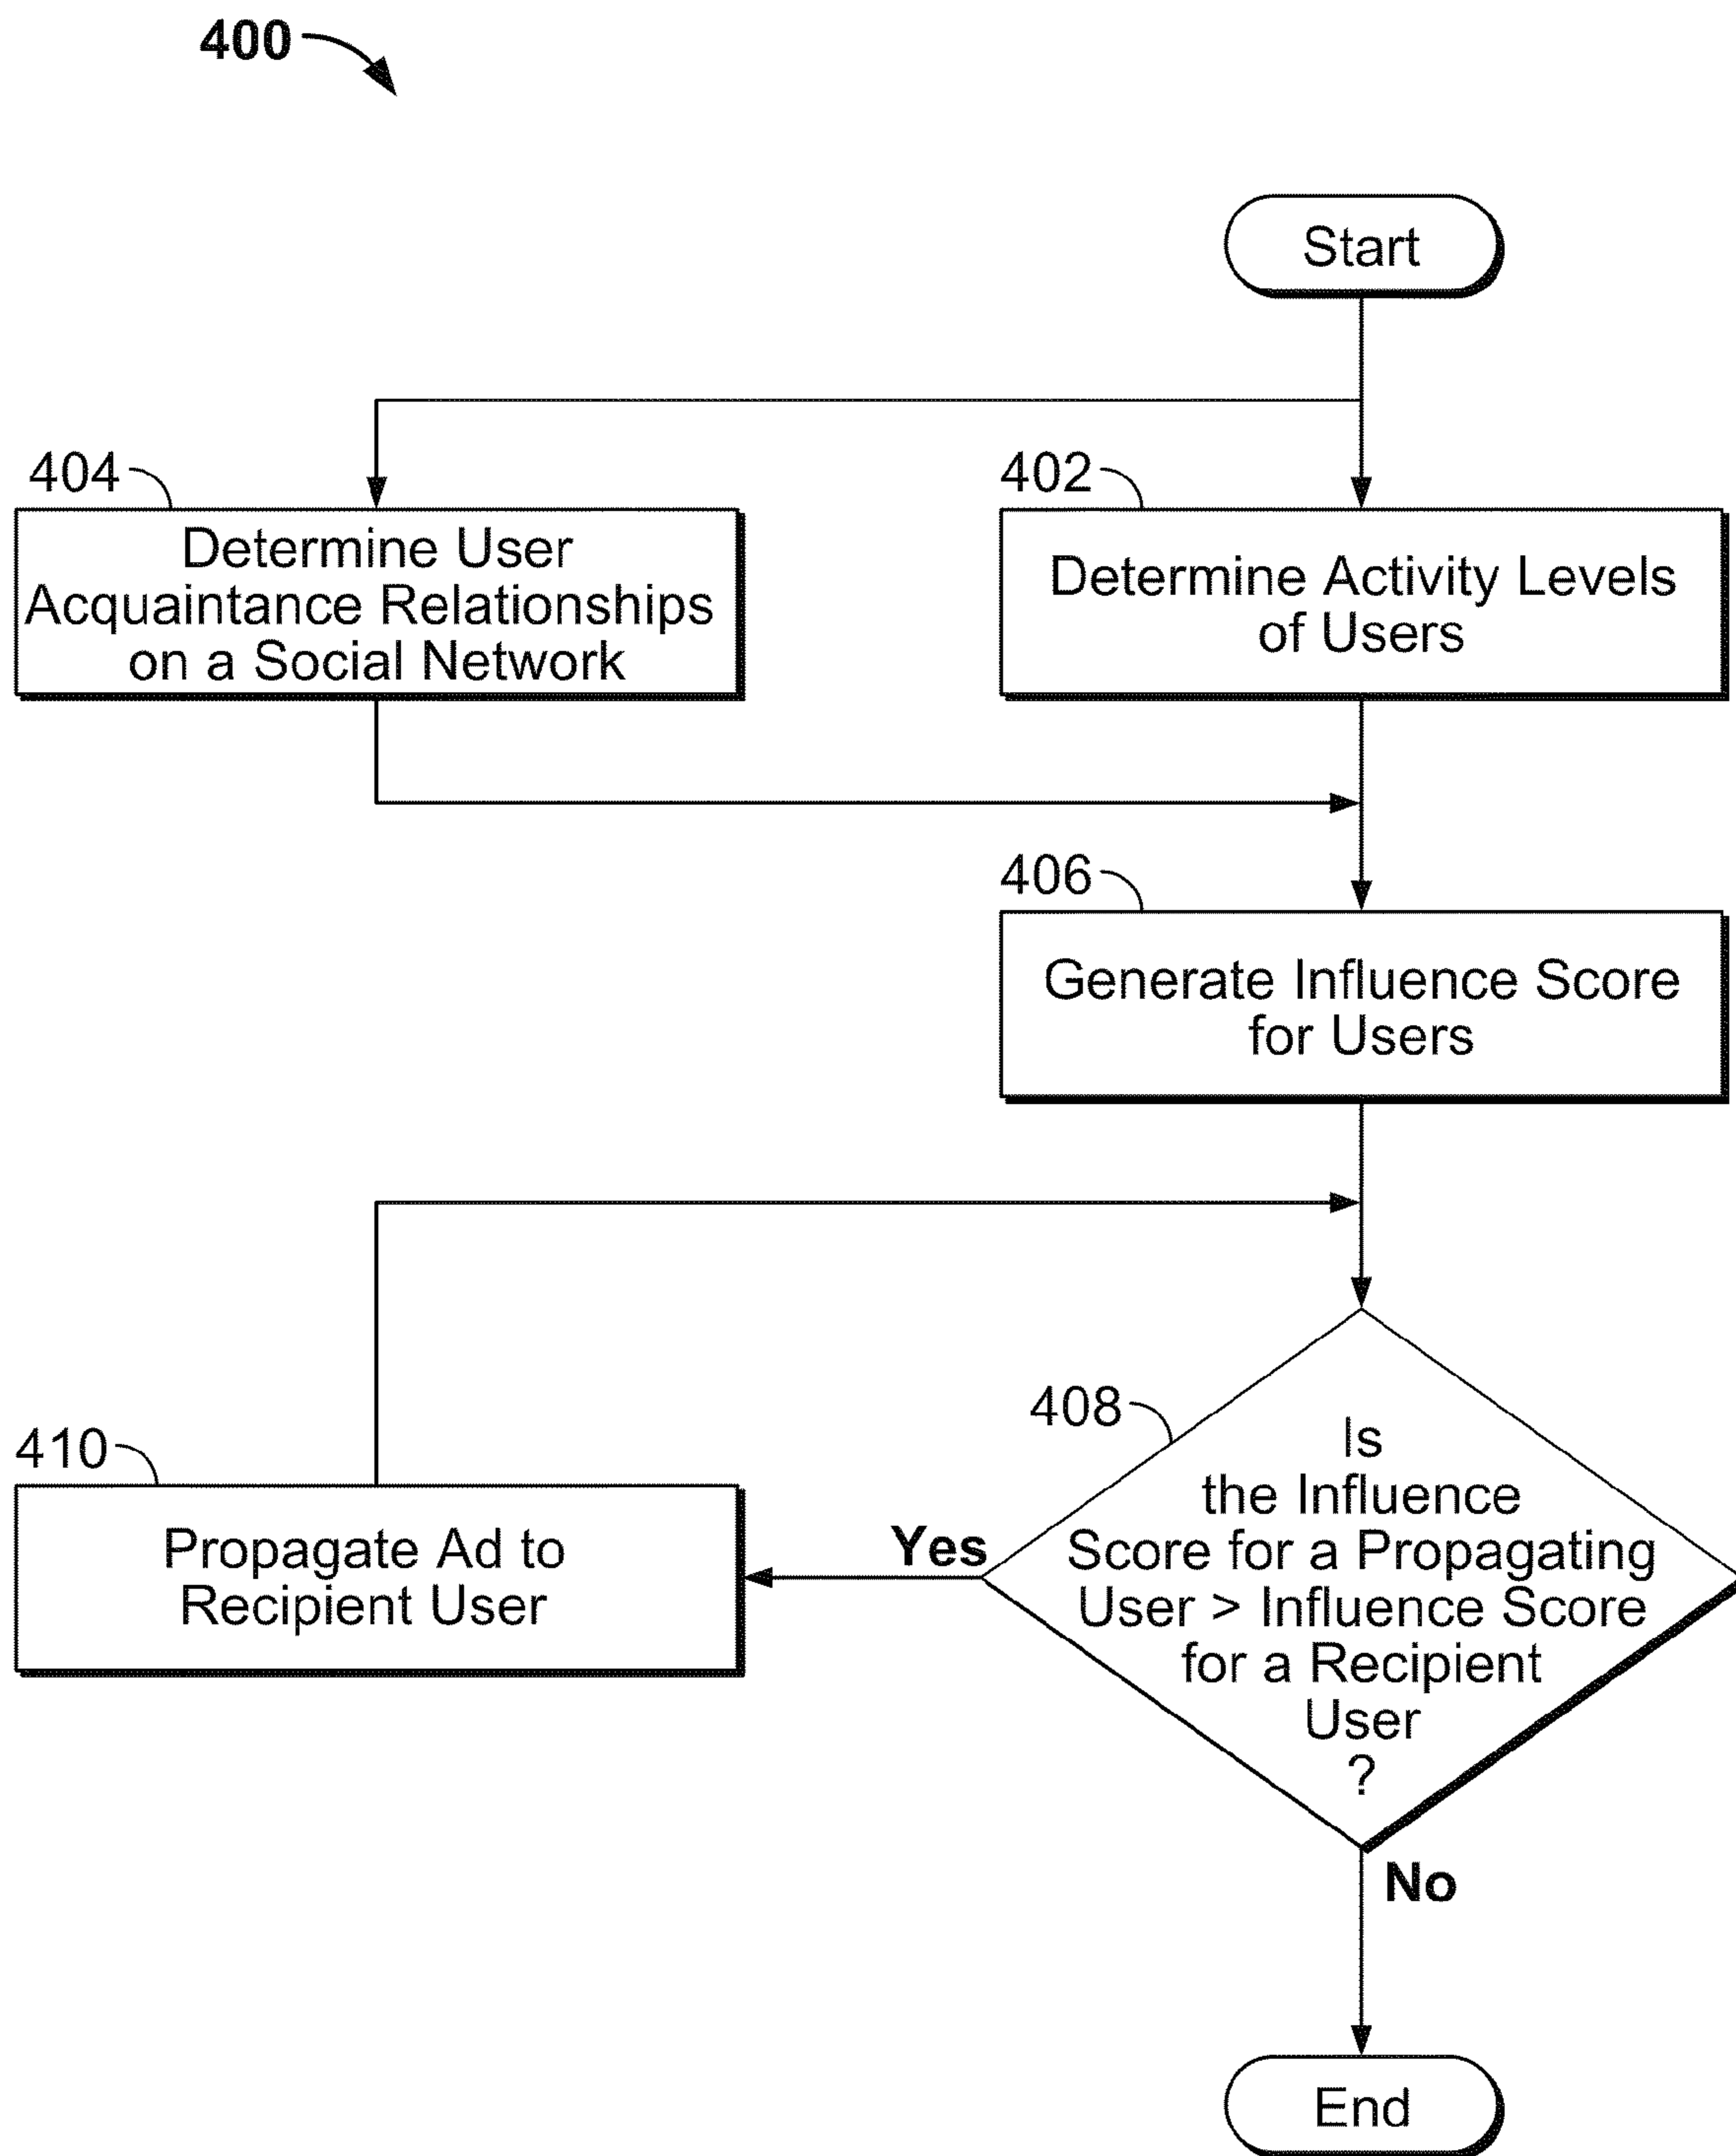 400
Start
404
Determine User
Acquaintance Relationships
on a Social Network
402
Determine Activity Levels
of Users
406
Generate Influence Score
for Users
408
Is
the Influence
Score for a Propagating
User > Influence Score
for a Recipient
User
?
Yes
410
Propagate Ad to
Recipient User
No
End